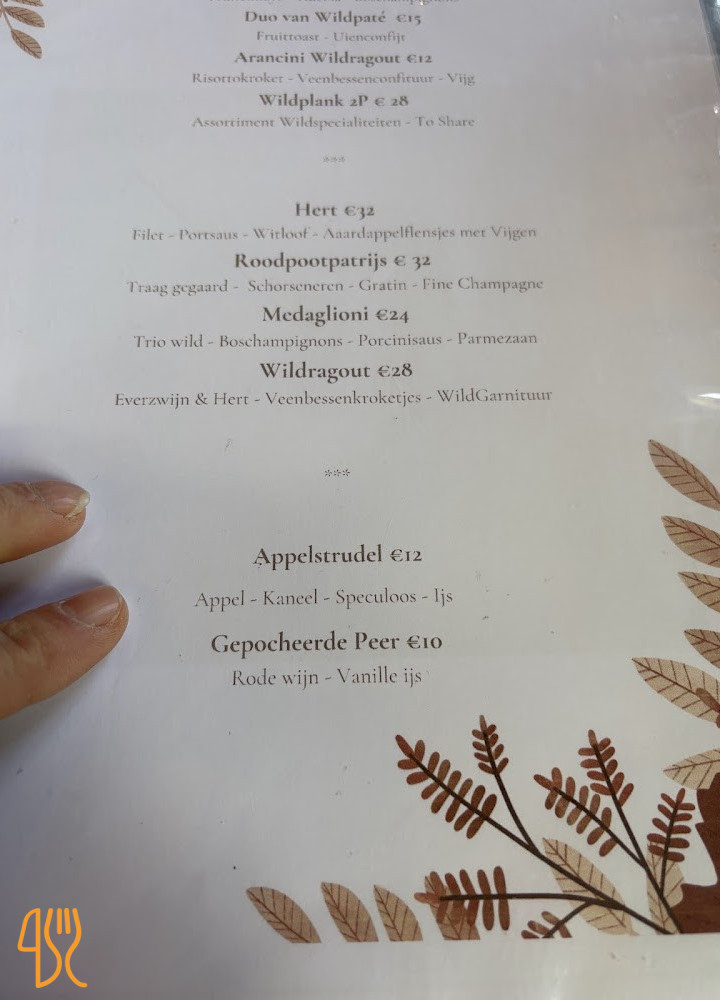 Duo van Wildpaté €15
Fruittoast - Uienconfijt
Arancini Wildragout €12
Risottokroket - Veenbessenconfituur - Vijg
Wildplank 2P € 28
Assortiment Wildspecialiteiten - To Share
***
Hert €32
Filet - Portsaus - Witloof - Aaardappelflensjes met Vijgen
Roodpootpatrijs € 32
Traag gegaard - Schorseneren - Gratin - Fine Champagne
Medaglioni €24
Trio wild - Boschampignons - Porcinisaus - Parmezaan
Wildragout €28
Everzwijn & Hert - Veenbessenkroketjes - WildGarnituur
***
Appelstrudel €12
Appel - Kaneel - Speculoos - Ijs
Gepocheerde Peer €10
Rode wijn - Vanille ijs